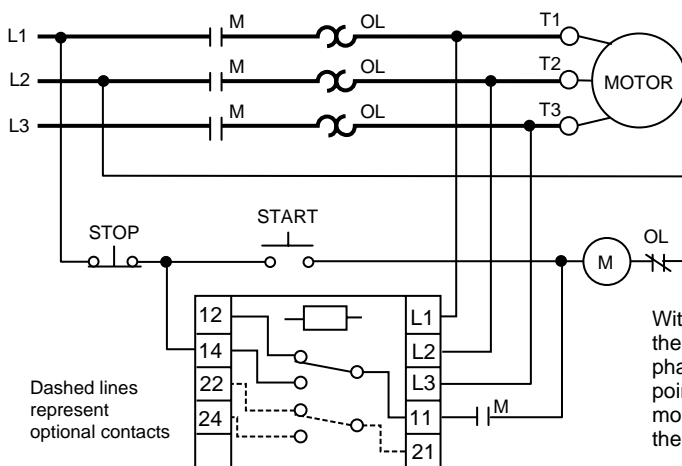 M OL T1
L1
M OL T2
L2 MOTOR
M OL T3
L3
START
STOP OL
M
12 L1
14 L2
22 L3
24 11 M
21
Dashed lines
represent
optional contacts
Wit
the
pha
poin
mo
the